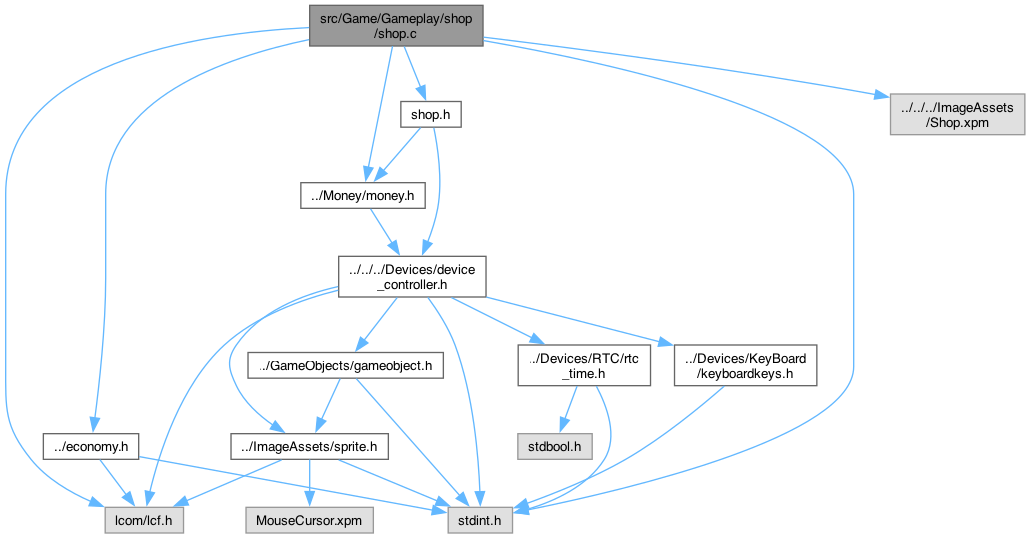 src/Game/Gameplay/shop
/shop.c
../../../ImageAssets
/Shop.xpm
shop.h
../Money/money.h
../../../Devices/device
_controller.h
../GameObjects/gameobject.h
../Devices/RTC/rtc
_time.h
../Devices/KeyBoard
/keyboardkeys.h
../economy.h
../ImageAssets/sprite.h
stdbool.h
lcom/lcf.h
MouseCursor.xpm
stdint.h